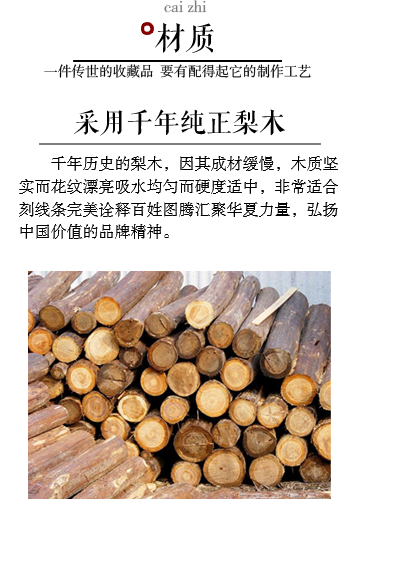 cai zhi
材质
一件传世的收藏品 要有配得起它的制作工艺
采用千年纯正梨木
千年历史的梨木，因其成材缓慢，木质坚
实而花纹漂亮吸水均匀而硬度适中，非常适合
刻线条完美诠释百姓图腾汇聚华夏力量，弘扬
中国价值的品牌精神。